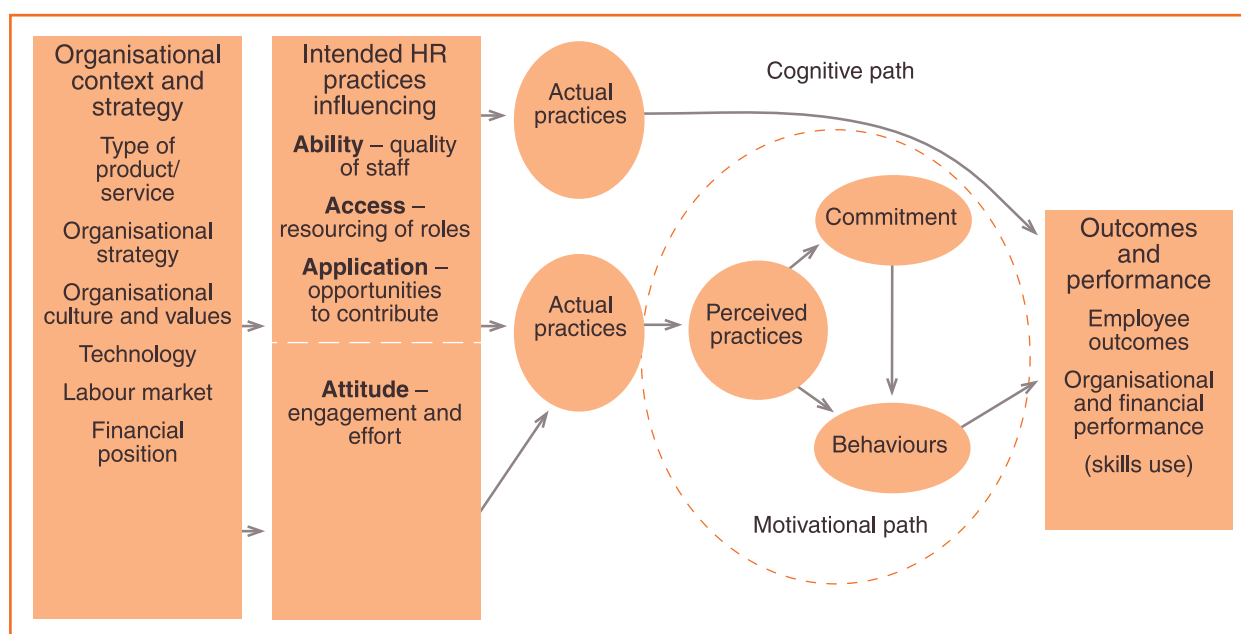 Organisational
context and
strategy
Type of
product/
service
Organisational
strategy
Organisational
culture and values
Technology
Labour market
Financial
position
Intended HR
practices
influencing
Ability – quality
of staff
Access –
resourcing of roles
Application –
opportunities
to contribute
Attitude –
engagement and
effort
Actual
practices
Actual
practices
Cognitive path
Perceived
practices
Commitment
Behaviours
Motivational path
Outcomes
and
performance
Employee
outcomes
Organisational
and financial
performance
(skills use)